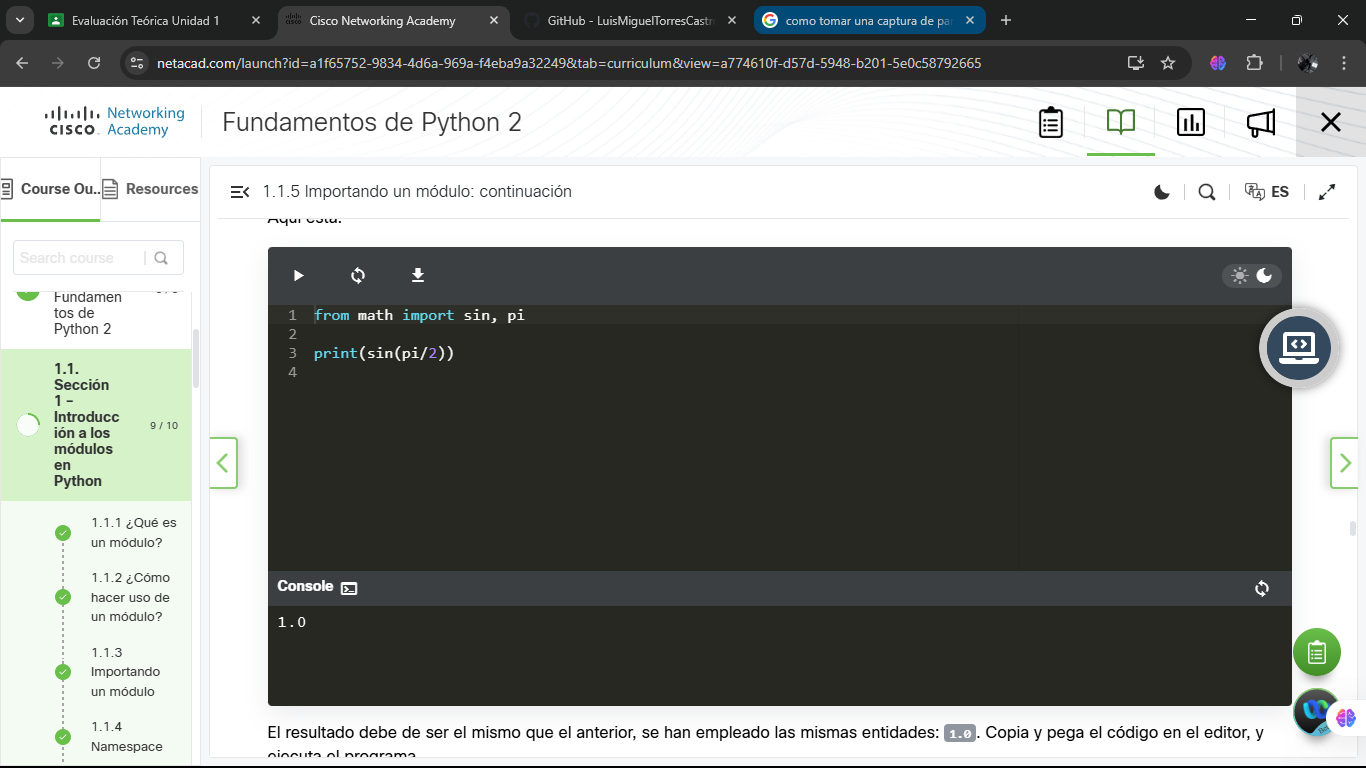 Evaluación Teórica Unidad 1
Cisco Networking Academy
GitHub - LuisMiguelTorresCastr
como tomar una captura de pa
netacad.com/launch?id=a1f65752-9834-4d6a-969a-f4eba9a32249&tab=curriculum&view=a774610f-d57d-5948-b201-5e0c58792665
CISCO Networking Academy
Fundamentos de Python 2
Course Ou..
Resources
1.1.5 Importando un módulo: continuación
ES
Search course
Fundamen
tos de
Python 2
1.1.
Sección
1 –
Introducc
ión a los
módulos
en
Python
9 / 10
1.1.1 ¿Qué es
un módulo?
1.1.2 ¿Cómo
hacer uso de
un módulo?
1.1.3
Importando
un módulo
1.1.4
Namespace
Aquí está:
1 from math import sin, pi
2
3 print(sin(pi/2))
4
Console
1.0
El resultado debe de ser el mismo que el anterior, se han empleado las mismas entidades: 1.0. Copia y pega el código en el editor, y
ejecuta el programa